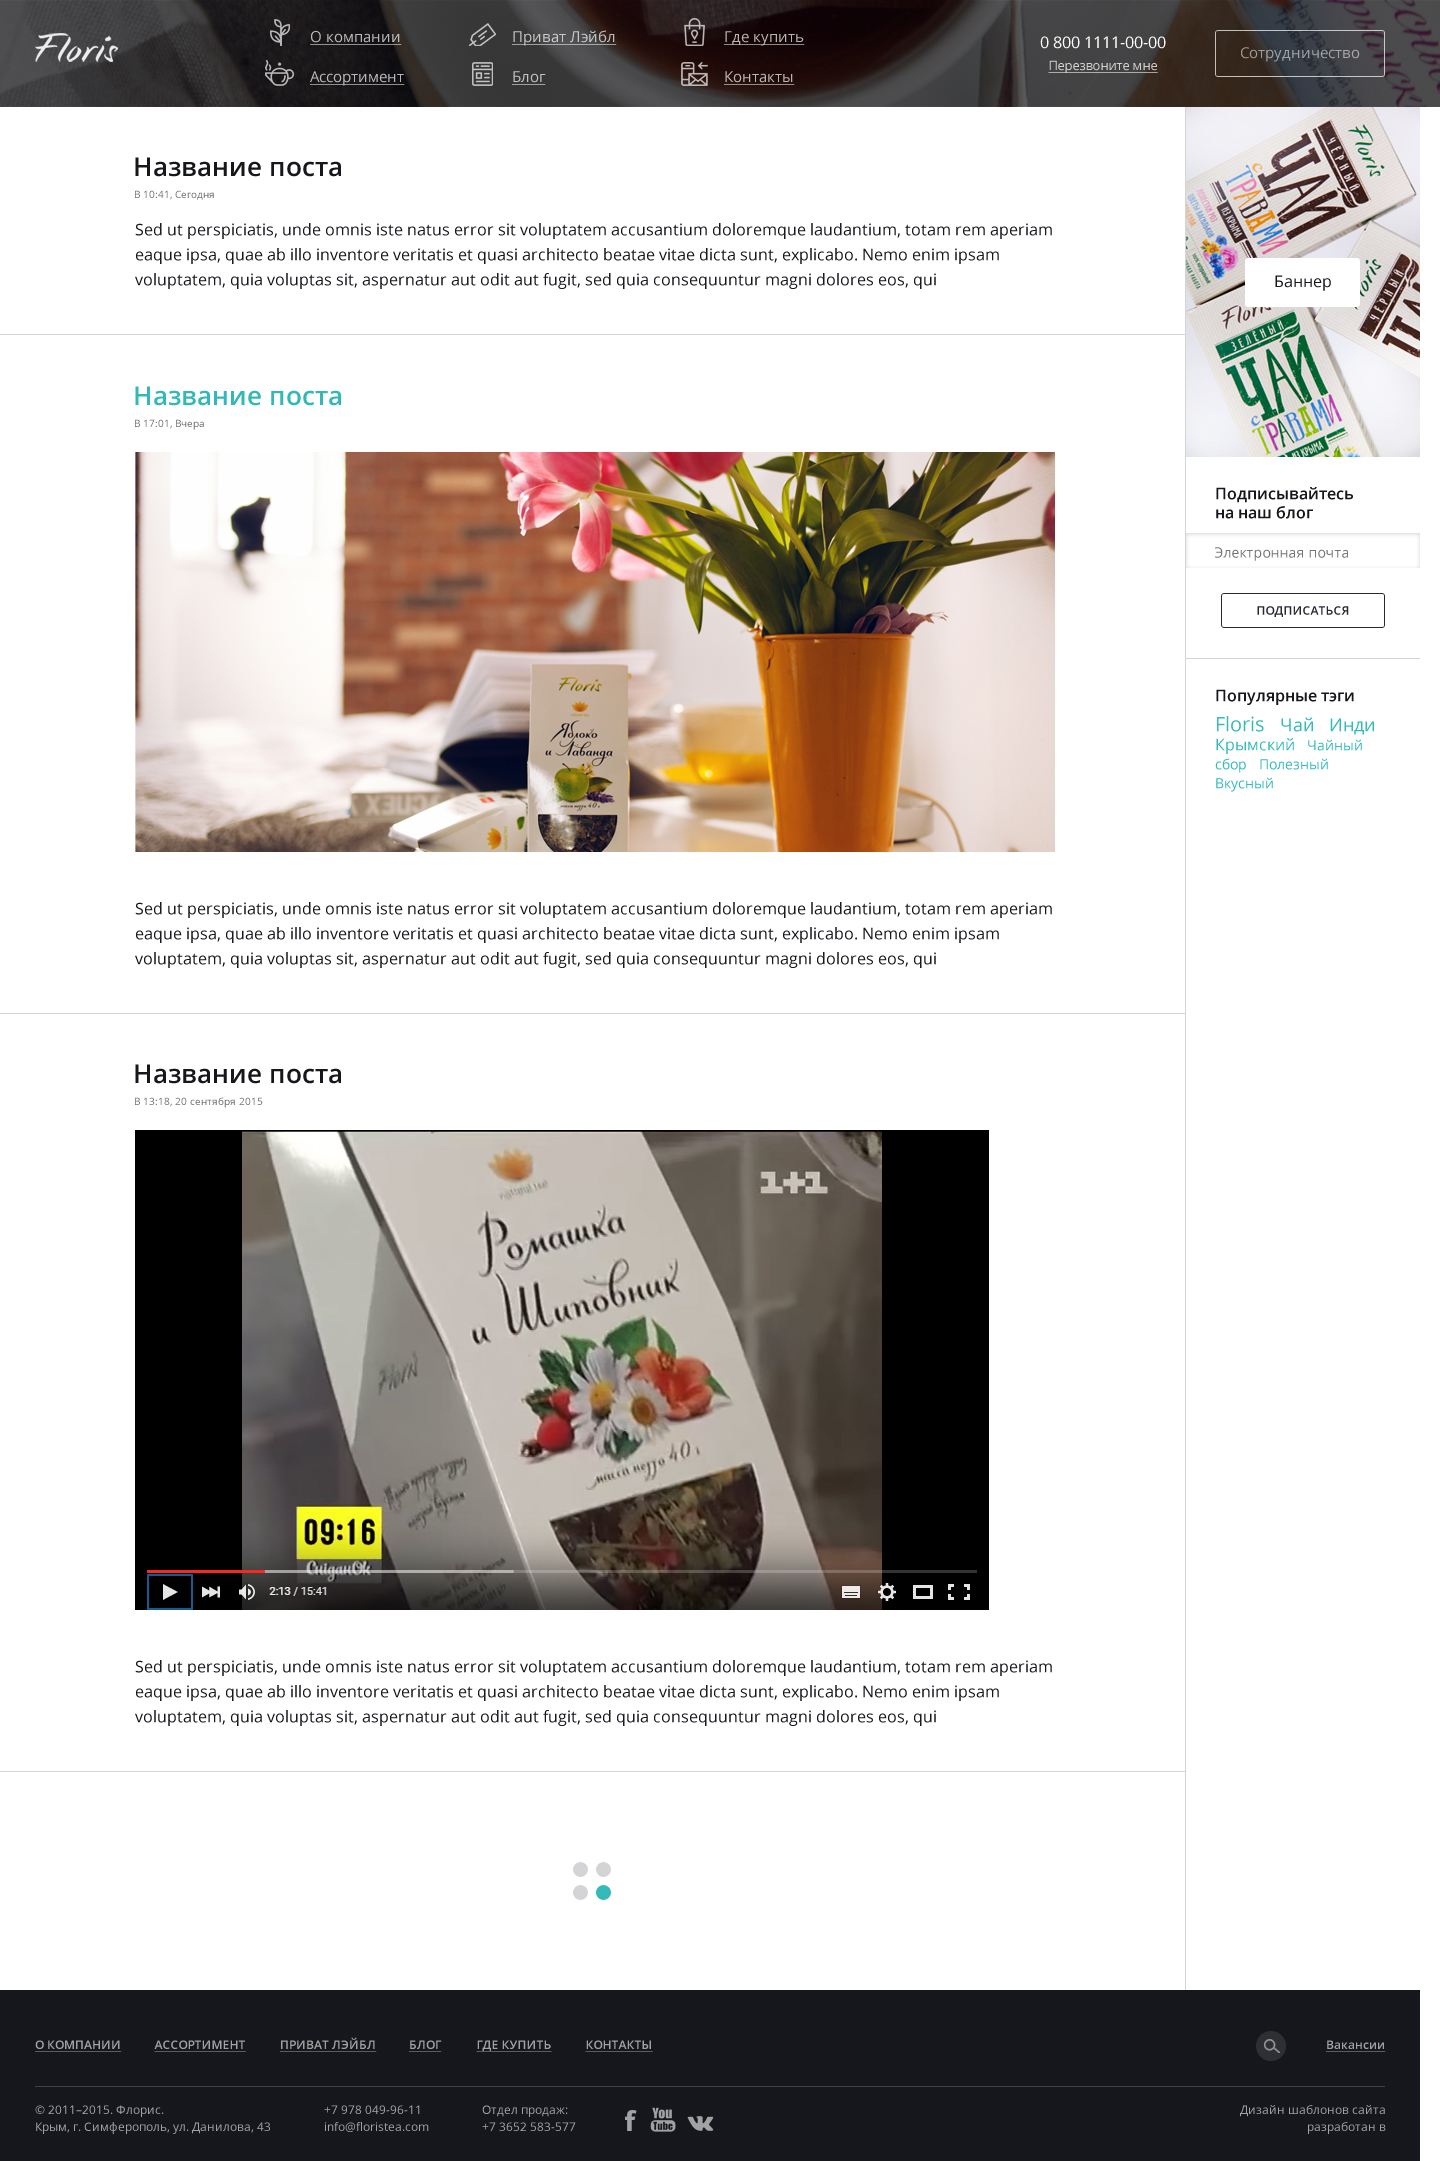 Floris
О компании
Приват Лэйбл
Где купить
Ассортимент
Блог
Контакты
0 800 1111-00-00
Перезвоните мне
Сотрудничество
Название поста
В 10:41, Сегодня
Sed ut perspiciatis, unde omnis iste natus error sit voluptatem accusantium doloremque laudantium, totam rem aperiam
eaque ipsa, quae ab illo inventore veritatis et quasi architecto beatae vitae dicta sunt, explicabo. Nemo enim ipsam
voluptatem, quia voluptas sit, aspernatur aut odit aut fugit, sed quia consequuntur magni dolores eos, qui
Название поста
В 17:01, Вчера
Floris
Яблоко
и Лаванда
масса нетто 40 г
Sed ut perspiciatis, unde omnis iste natus error sit voluptatem accusantium doloremque laudantium, totam rem aperiam
eaque ipsa, quae ab illo inventore veritatis et quasi architecto beatae vitae dicta sunt, explicabo. Nemo enim ipsam
voluptatem, quia voluptas sit, aspernatur aut odit aut fugit, sed quia consequuntur magni dolores eos, qui
Название поста
В 13:18, 20 сентября 2015
1+1
Ромашка
и Шиповник
Floris
масса нетто 40 г
09:16
СніданОк
2:13 / 15:41
Sed ut perspiciatis, unde omnis iste natus error sit voluptatem accusantium doloremque laudantium, totam rem aperiam
eaque ipsa, quae ab illo inventore veritatis et quasi architecto beatae vitae dicta sunt, explicabo. Nemo enim ipsam
voluptatem, quia voluptas sit, aspernatur aut odit aut fugit, sed quia consequuntur magni dolores eos, qui
Floris
ЧЕРНЫЙ
ЧАЙ
с ТРАВАМИ
ИЗ КРЫМА
Баннер
ЧЕРНЫЙ
Floris
ЗЕЛЕНЫЙ
ЧАЙ
с ТРАВАМИ
ИЗ КРЫМА
Подписывайтесь
на наш блог
Электронная почта
ПОДПИСАТЬСЯ
Популярные тэги
Floris Чай Инди
Крымский Чайный
сбор Полезный
Вкусный
О КОМПАНИИ
АССОРТИМЕНТ
ПРИВАТ ЛЭЙБЛ
БЛОГ
ГДЕ КУПИТЬ
КОНТАКТЫ
Вакансии
© 2011–2015. Флорис.
Крым, г. Симферополь, ул. Данилова, 43
+7 978 049-96-11
info@floristea.com
Отдел продаж:
+7 3652 583-577
You
Tube
Дизайн шаблонов сайта
разработан в